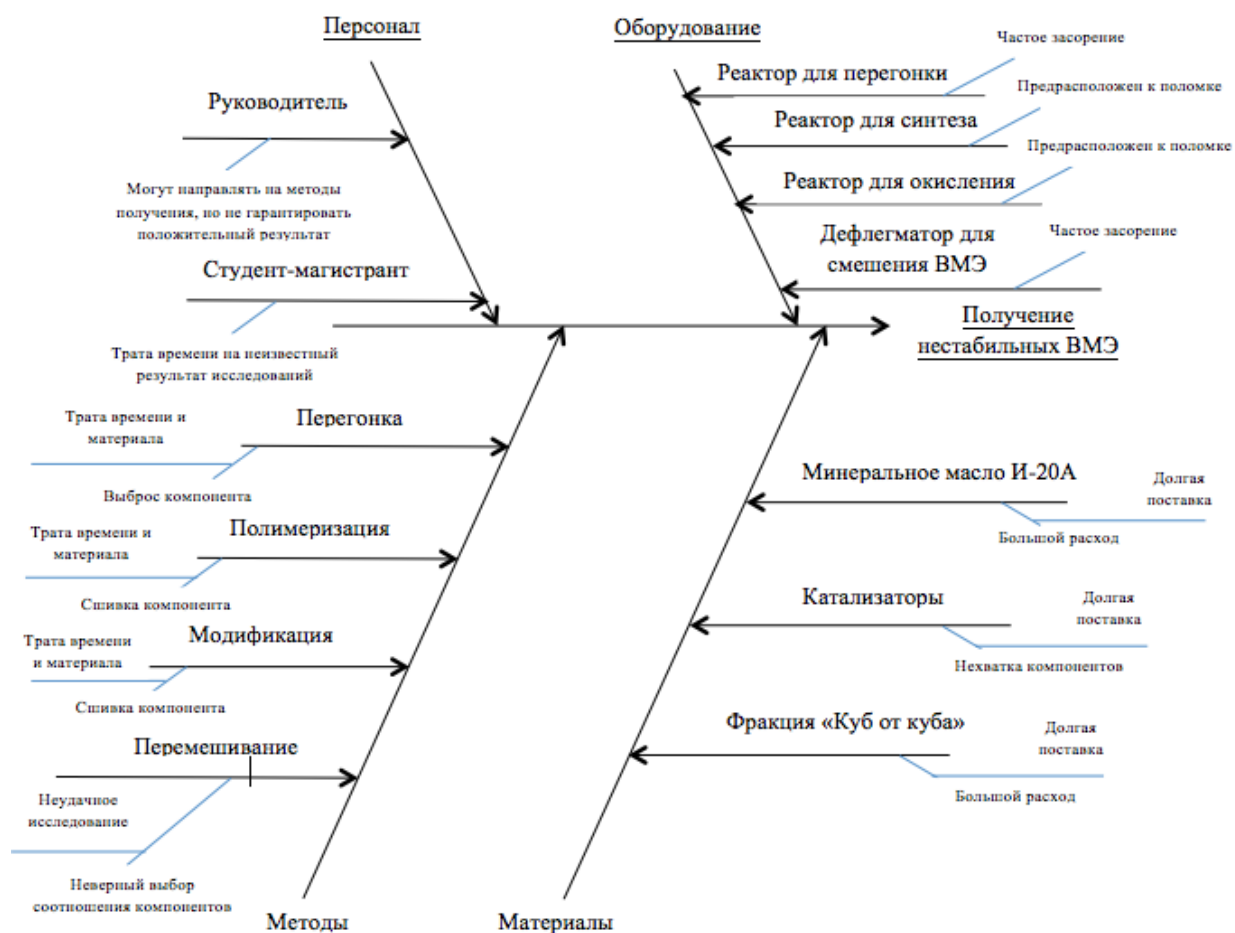 Персонал
Оборудование
Частое засорение
Реактор для перегонки
Предрасположен к поломке
Руководитель
Реактор для синтеза
Предрасположен к поломке
Реактор для окисления
Могут направлять на методы
получения, но не гарантировать
положительный результат
Дефлегматор для
смешения ВМЭ
Частое засорение
Студент-магистрант
Получение
нестабильных ВМЭ
Трата времени на неизвестный
результат исследований
Трата времени и
материала
Перегонка
Выброс компонента
Минеральное масло И-20А
Долгая
поставка
Большой расход
Трата времени и
материала
Полимеризация
Сшивка компонента
Катализаторы
Долгая
поставка
Нехватка компонентов
Трата времени
и материала
Модификация
Сшивка компонента
Фракция «Куб от куба»
Долгая
поставка
Большой расход
Перемешивание
Неудачное
исследование
Неверный выбор
соотношения компонентов
Методы
Материалы